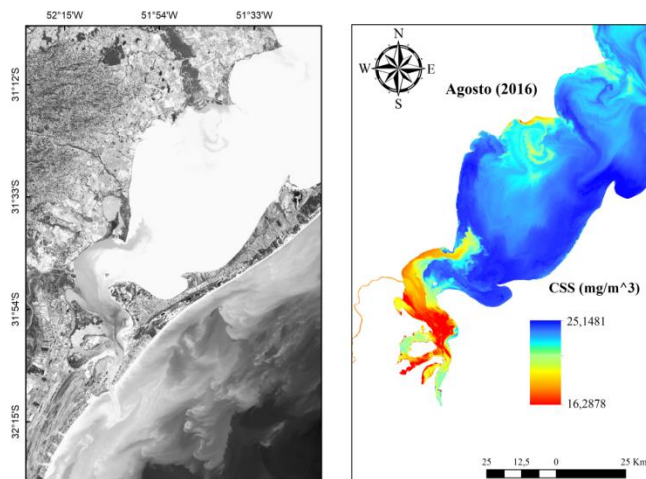 52°15'W 51°54'W 51°33'W
31°12'S
31°33'S
31°54'S
32°15'S
N
W E
S
Agosto (2016)
CSS (mg/m^3)
25,1481
16,2878
25 12,5 0 25 Km